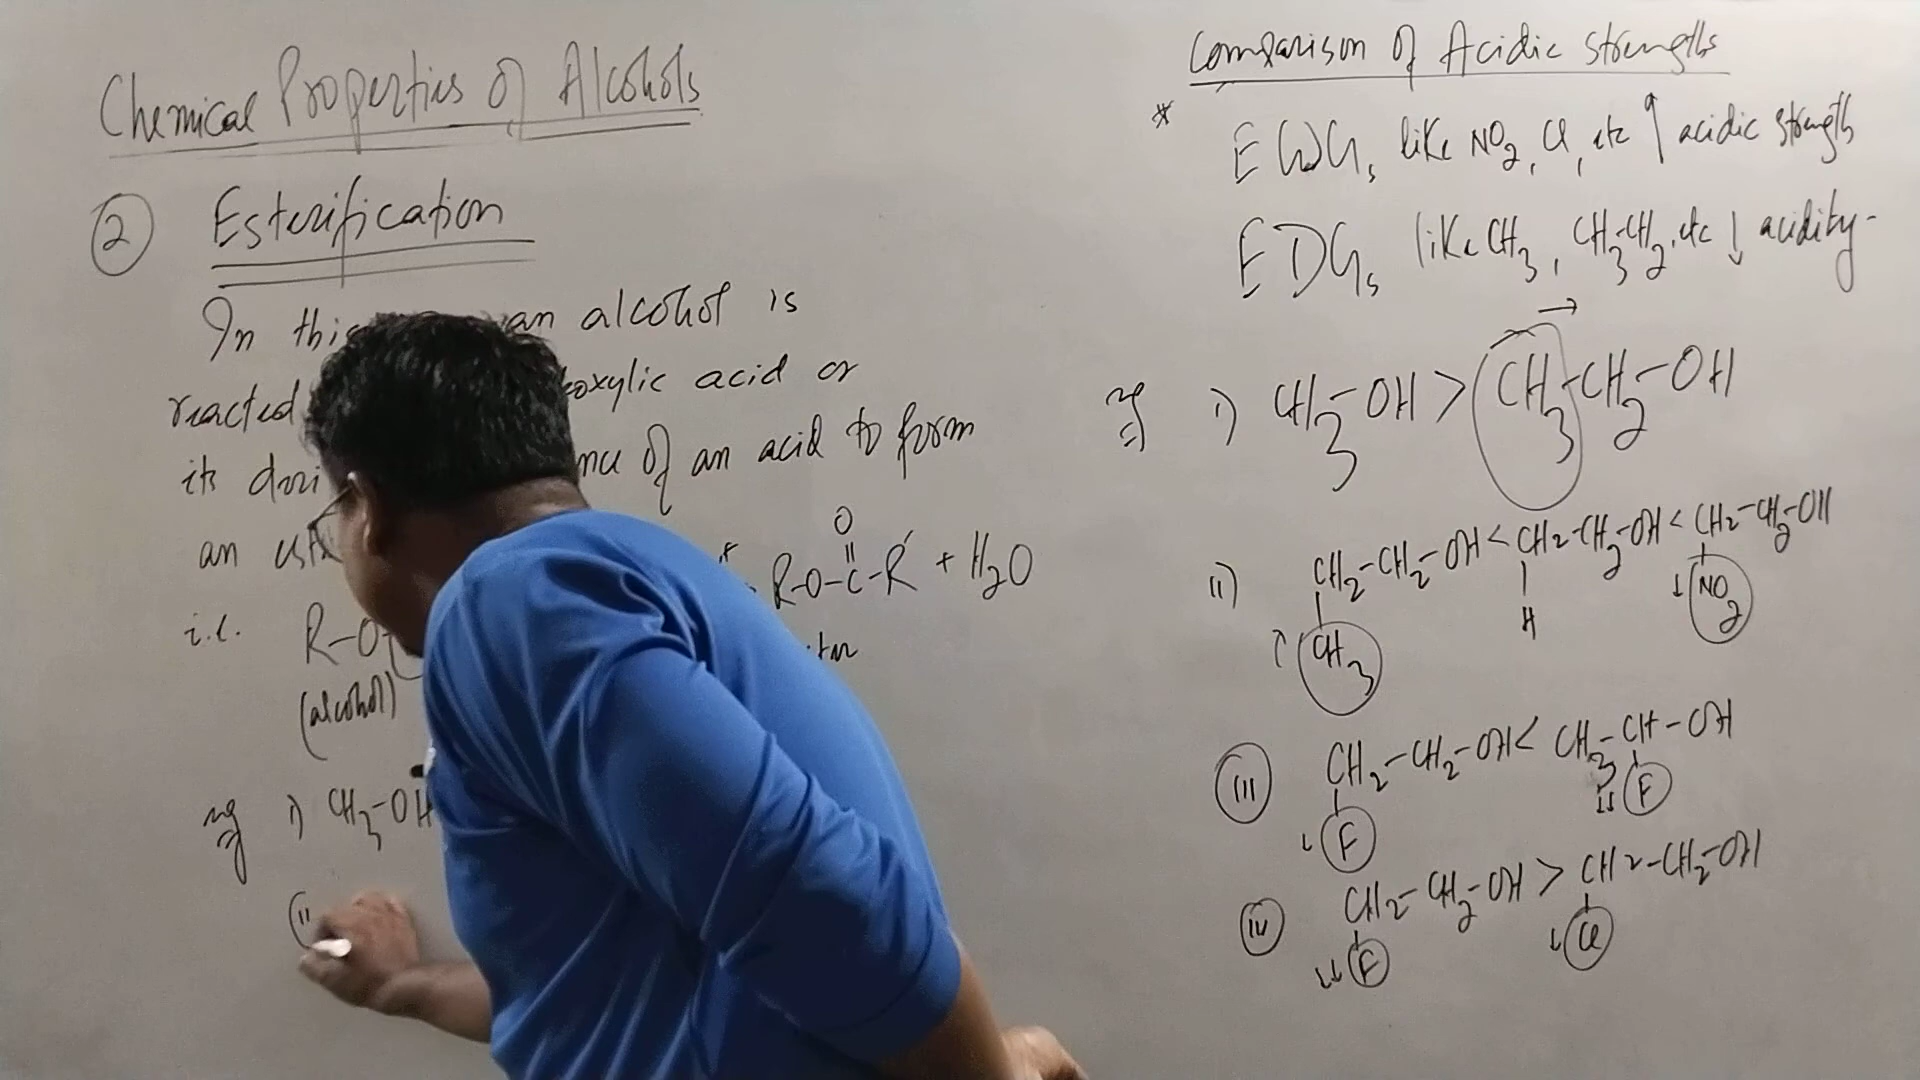 Chemical Properties of Alcohols
② Esterification
In this an alcohol is
reacted oxylic acid or
its deri nce of an acid to form
an est
O
||
R-O-C-R' + H2O
i.e. R-O
(alcohol)
eg i) CH3-OH
(ii
Comparison of Acidic Strengths
* EWGs like NO2, Cl, etc ↑ acidic strength
EDGs like CH3, CH3-CH2, etc ↓ acidity-
→
eg i) CH3-OH > CH3-CH2-OH
ii) CH2-CH2-OH < CH2-CH2-OH < CH2-CH2-OH
↑ CH3 H ↓ NO2
iii CH2-CH2-OH < CH3-CH-OH
↓ F ↓↓ F
iv CH2-CH2-OH > CH2-CH2-OH
↓↓ F ↓ Cl